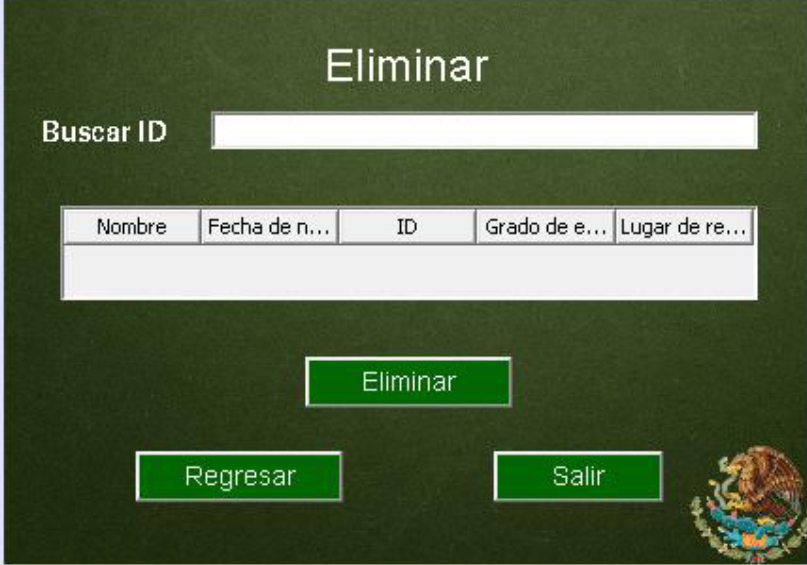 Eliminar
Buscar ID
Nombre Fecha de n... ID Grado de e... Lugar de re...
Eliminar
Regresar Salir